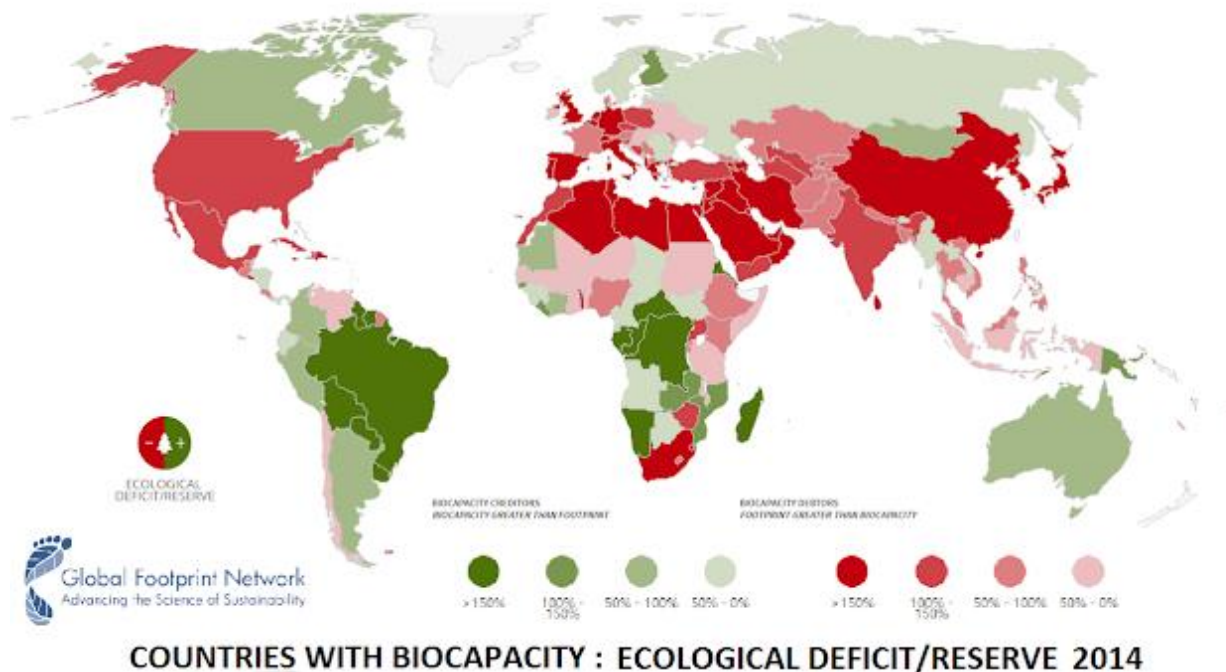 − +
ECOLOGICAL
DEFICIT/RESERVE
BIOCAPACITY CREDITORS
BIOCAPACITY GREATER THAN FOOTPRINT
>150%
100% -
150%
50% - 100%
50% - 0%
BIOCAPACITY DEBTORS
FOOTPRINT GREATER THAN BIOCAPACITY
>150%
100% -
150%
50% - 100%
50% - 0%
Global Footprint Network
Advancing the Science of Sustainability
COUNTRIES WITH BIOCAPACITY : ECOLOGICAL DEFICIT/RESERVE 2014